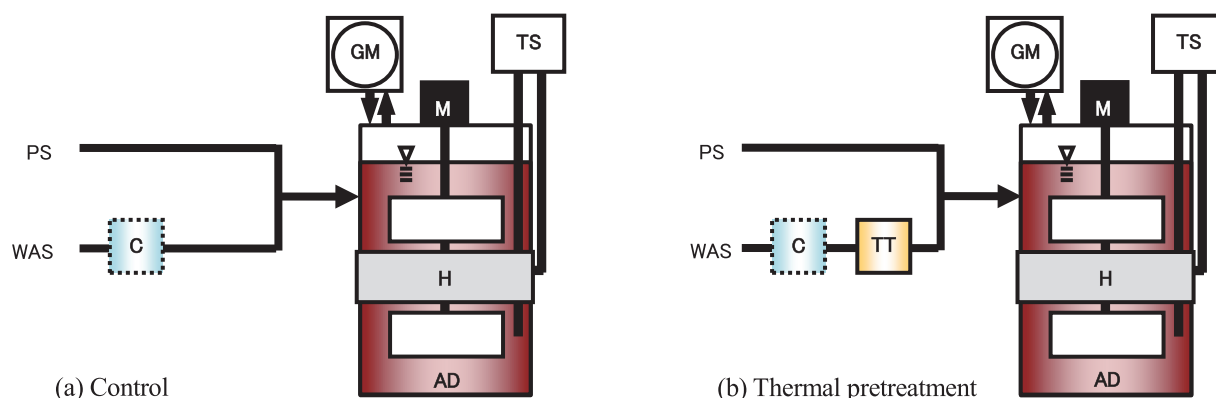 GM
TS
M
PS
WAS
C
H
AD
(a) Control
GM
TS
M
PS
WAS
C
TT
H
AD
(b) Thermal pretreatment